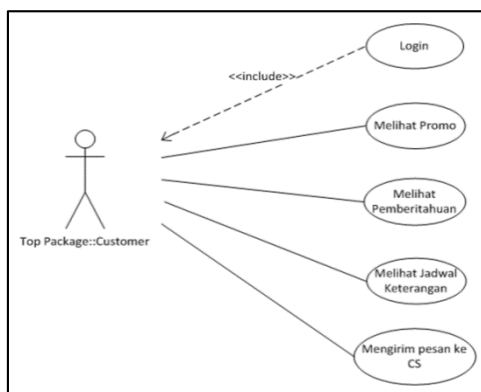 Login
<<include>>
Melihat Promo
Melihat
Pemberitahuan
Top Package::Customer
Melihat Jadwal
Keterangan
Mengirim pesan ke
CS